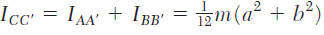 I_{CC'} = I_{AA'} + I_{BB'} = \frac{1}{12}m(a^2 + b^2)